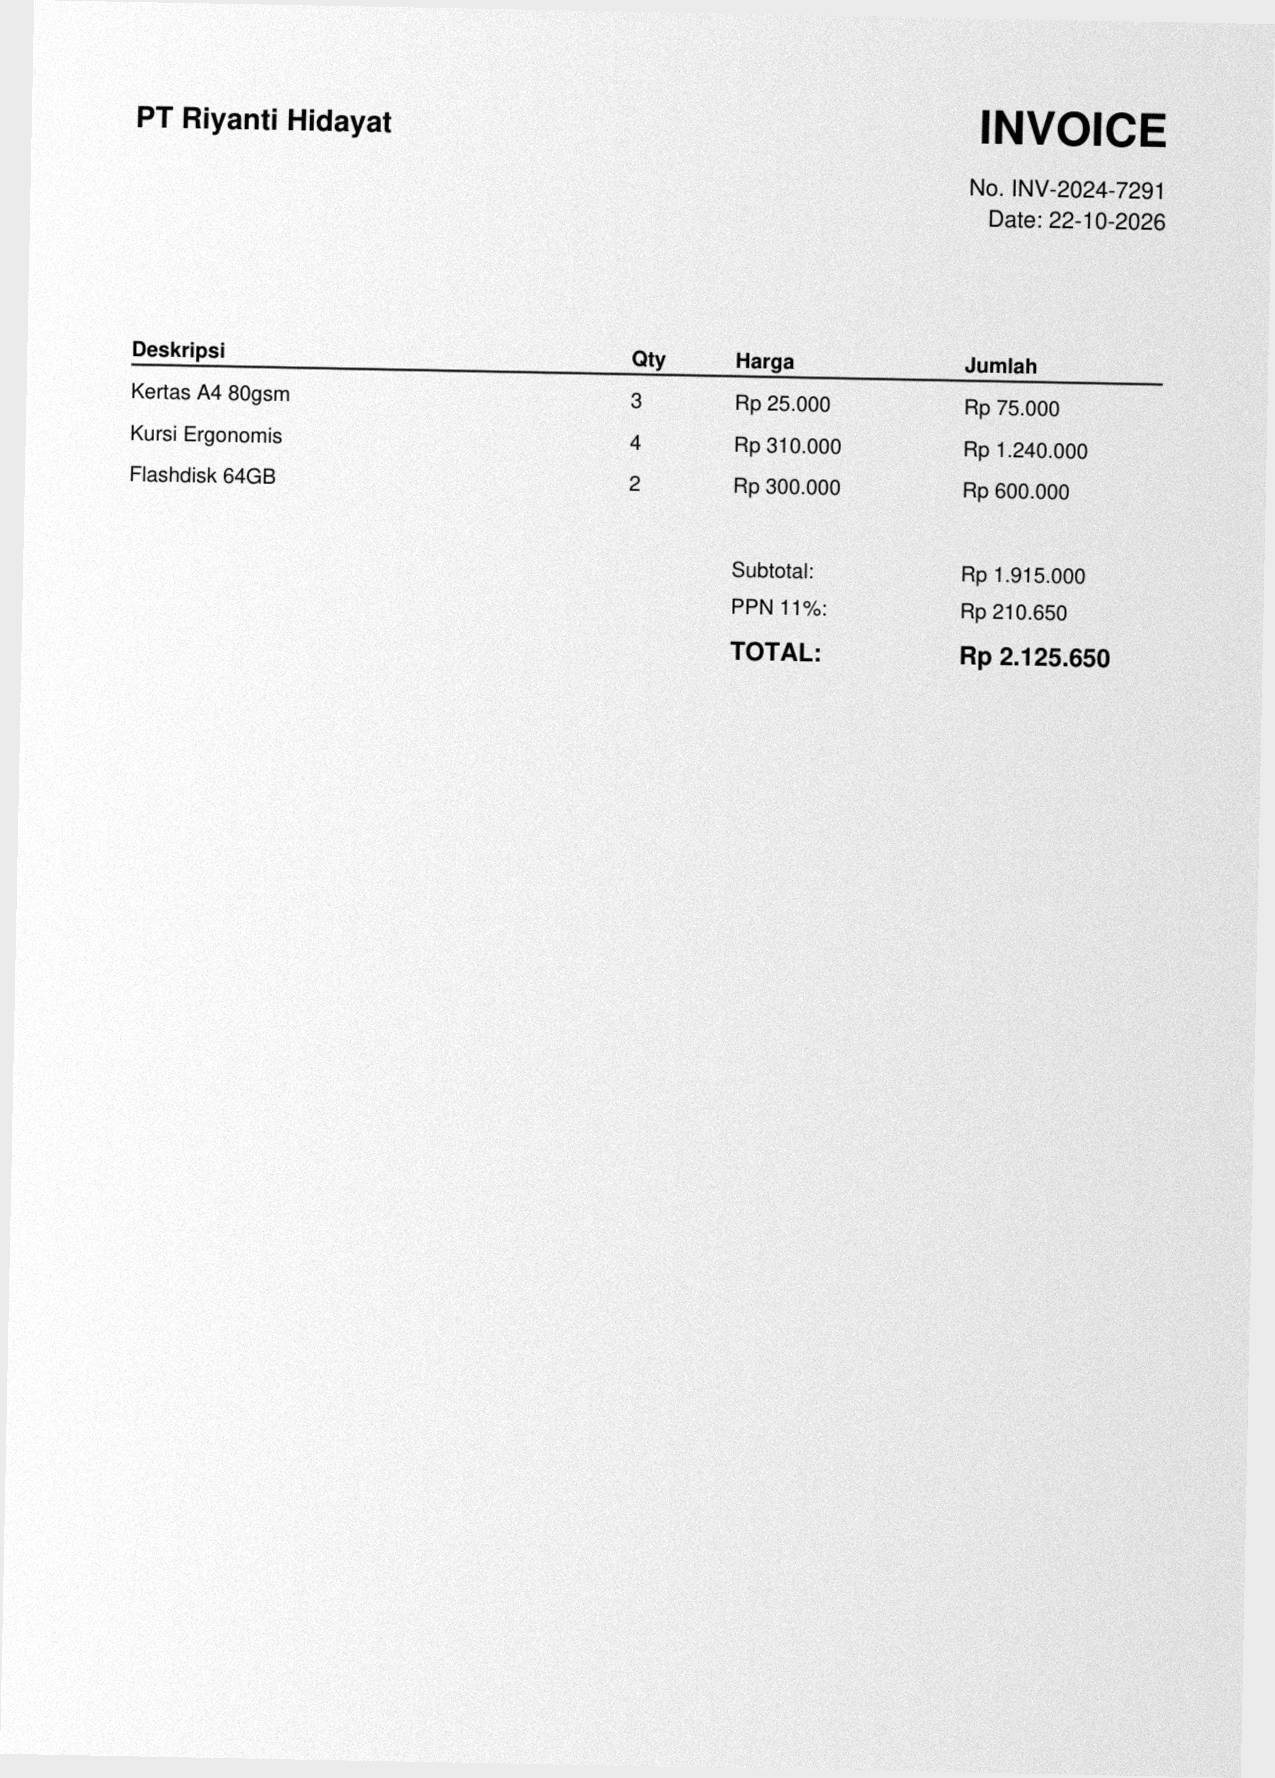 PT Riyanti Hidayat
INVOICE
No. INV-2024-7291
Date: 22-10-2026
Deskripsi Qty Harga Jumlah
Kertas A4 80gsm 3 Rp 25.000 Rp 75.000
Kursi Ergonomis 4 Rp 310.000 Rp 1.240.000
Flashdisk 64GB 2 Rp 300.000 Rp 600.000
Subtotal: Rp 1.915.000
PPN 11%: Rp 210.650
TOTAL: Rp 2.125.650